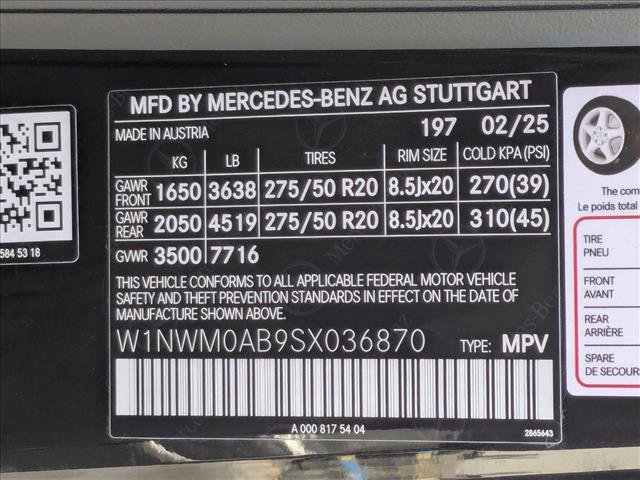 MFD BY MERCEDES-BENZ AG STUTTGART
MADE IN AUSTRIA 197 02/25
KG LB TIRES RIM SIZE COLD KPA (PSI)
GAWR FRONT 1650 3638 275/50 R20 8.5Jx20 270(39)
GAWR REAR 2050 4519 275/50 R20 8.5Jx20 310(45)
GVWR 3500 7716
THIS VEHICLE CONFORMS TO ALL APPLICABLE FEDERAL MOTOR VEHICLE
SAFETY AND THEFT PREVENTION STANDARDS IN EFFECT ON THE DATE OF
MANUFACTURE SHOWN ABOVE.
W1NWM0AB9SX036870 TYPE: MPV
A 000 817 54 04
2865643
584 5318
The com
Le poids total
TIRE
PNEU
FRONT
AVANT
REAR
ARRIÈRE
SPARE
DE SECOURS